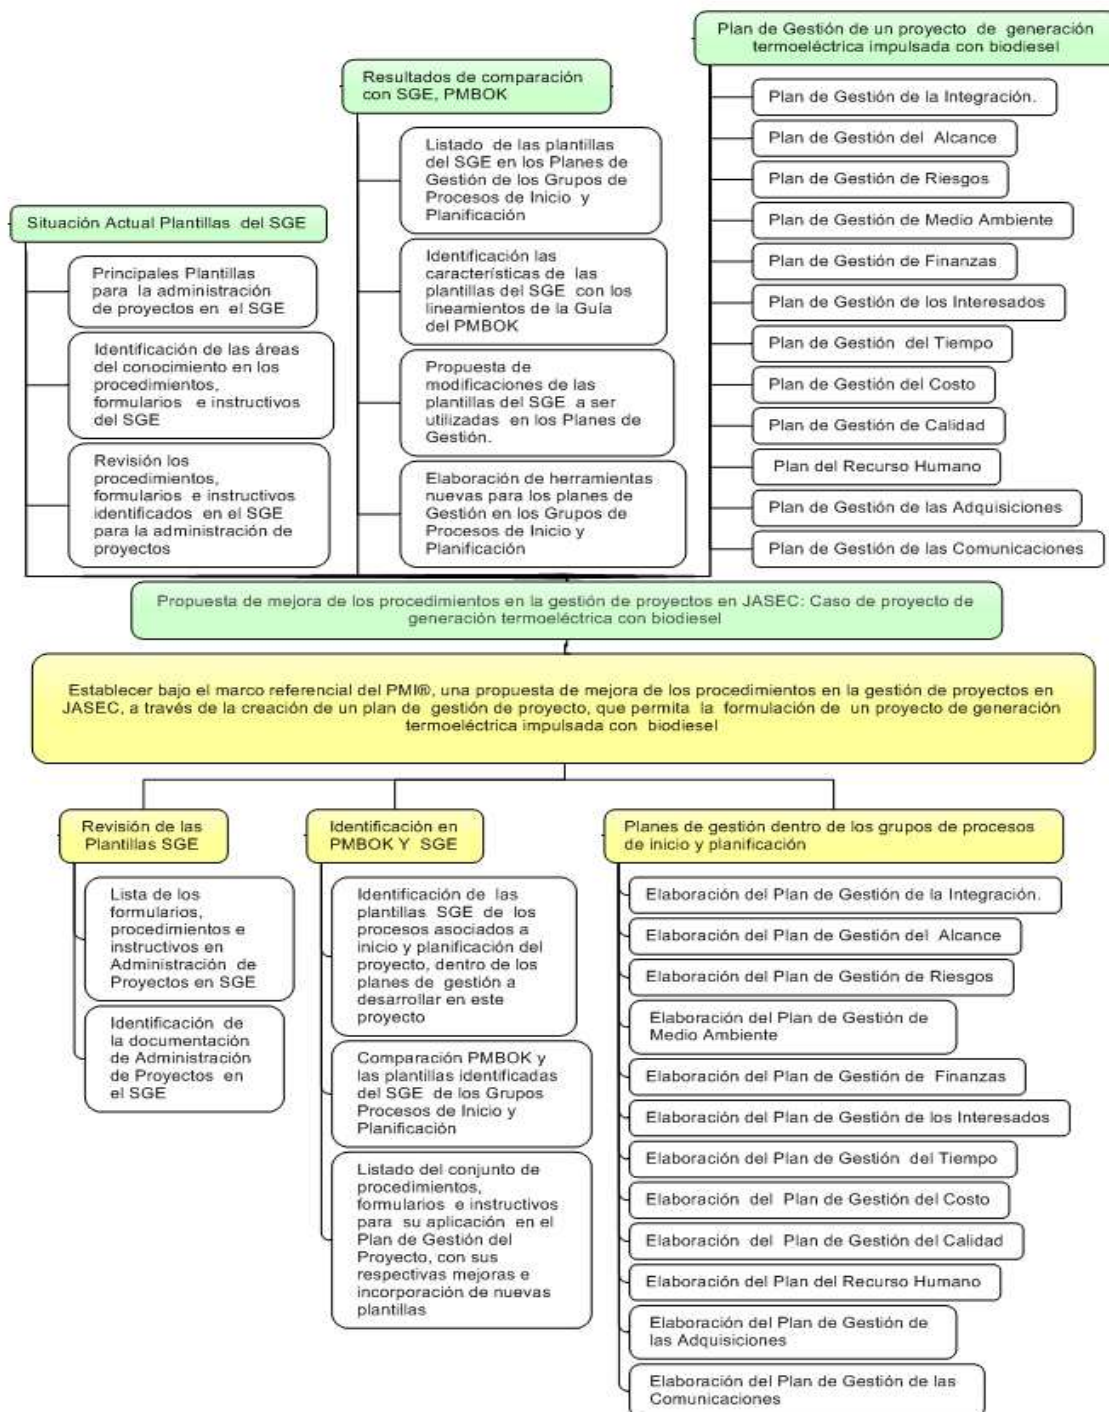 Plan de Gestión de un proyecto de generación
termoeléctrica impulsada con biodiesel
Plan de Gestión de la Integración.
Plan de Gestión del Alcance
Plan de Gestión de Riesgos
Plan de Gestión de Medio Ambiente
Plan de Gestión de Finanzas
Plan de Gestión de los Interesados
Plan de Gestión del Tiempo
Plan de Gestión del Costo
Plan de Gestión de Calidad
Plan del Recurso Humano
Plan de Gestión de las Adquisiciones
Plan de Gestión de las Comunicaciones
Resultados de comparación
con SGE, PMBOK
Listado de las plantillas
del SGE en los Planes de
Gestión de los Grupos de
Procesos de Inicio y
Planificación
Identificación las
características de las
plantillas del SGE con los
lineamientos de la Guía
del PMBOK
Propuesta de
modificaciones de las
plantillas del SGE a ser
utilizadas en los Planes de
Gestión.
Elaboración de herramientas
nuevas para los planes de
Gestión en los Grupos de
Procesos de Inicio y
Planificación
Situación Actual Plantillas del SGE
Principales Plantillas
para la administración
de proyectos en el SGE
Identificación de las áreas
del conocimiento en los
procedimientos,
formularios e instructivos
del SGE
Revisión los
procedimientos,
formularios e instructivos
identificados en el SGE
para la administración de
proyectos
Propuesta de mejora de los procedimientos en la gestión de proyectos en JASEC: Caso de proyecto de
generación termoeléctrica con biodiesel
Establecer bajo el marco referencial del PMI®, una propuesta de mejora de los procedimientos en la gestión de proyectos en
JASEC, a través de la creación de un plan de gestión de proyecto, que permita la formulación de un proyecto de generación
termoeléctrica impulsada con biodiesel
Revisión de las
Plantillas SGE
Lista de los
formularios,
procedimientos e
instructivos en
Administración de
Proyectos en SGE
Identificación de
la documentación
de Administración
de Proyectos en
el SGE
Identificación en
PMBOK Y SGE
Identificación de las
plantillas SGE de los
procesos asociados a
inicio y planificación del
proyecto, dentro de los
planes de gestión a
desarrollar en este
proyecto
Comparación PMBOK y
las plantillas identificadas
del SGE de los Grupos
Procesos de Inicio y
Planificación
Listado del conjunto de
procedimientos,
formularios e instructivos
para su aplicación en el
Plan de Gestión del
Proyecto, con sus
respectivas mejoras e
incorporación de nuevas
plantillas
Planes de gestión dentro de los grupos de procesos
de inicio y planificación
Elaboración del Plan de Gestión de la Integración.
Elaboración del Plan de Gestión del Alcance
Elaboración del Plan de Gestión de Riesgos
Elaboración del Plan de Gestión de
Medio Ambiente
Elaboración del Plan de Gestión de Finanzas
Elaboración del Plan de Gestión de los Interesados
Elaboración del Plan de Gestión del Tiempo
Elaboración del Plan de Gestión del Costo
Elaboración del Plan de Gestión del Calidad
Elaboración del Plan del Recurso Humano
Elaboración del Plan de Gestión de
las Adquisiciones
Elaboración del Plan de Gestión de las
Comunicaciones